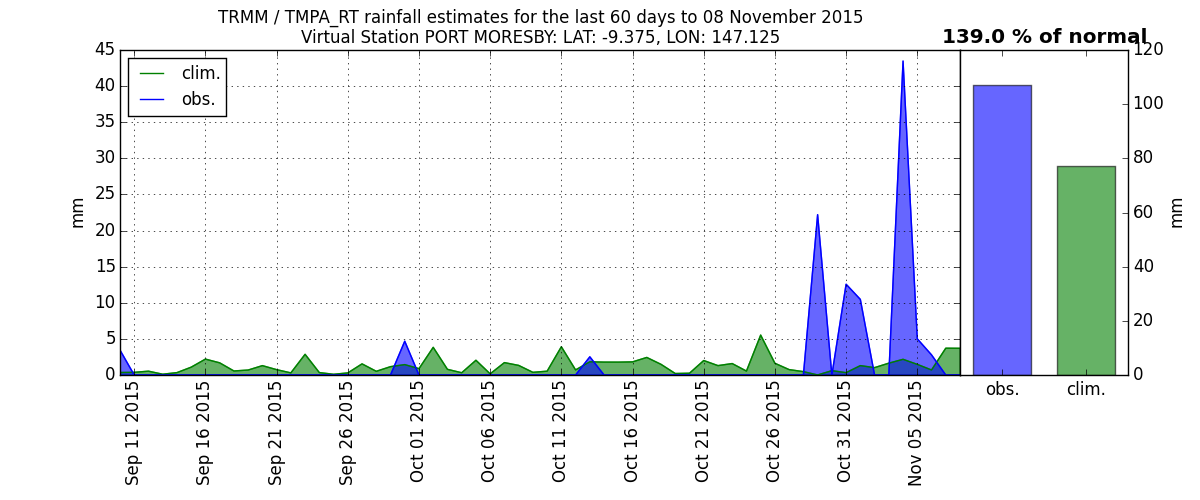 TRMM / TMPA_RT rainfall estimates for the last 60 days to 08 November 2015
Virtual Station PORT MORESBY: LAT: -9.375, LON: 147.125
139.0 % of normal
clim.
obs.
mm
45
40
35
30
25
20
15
10
5
0
Sep 11 2015
Sep 16 2015
Sep 21 2015
Sep 26 2015
Oct 01 2015
Oct 06 2015
Oct 11 2015
Oct 16 2015
Oct 21 2015
Oct 26 2015
Oct 31 2015
Nov 05 2015
obs.
clim.
120
100
80
60
40
20
0
mm